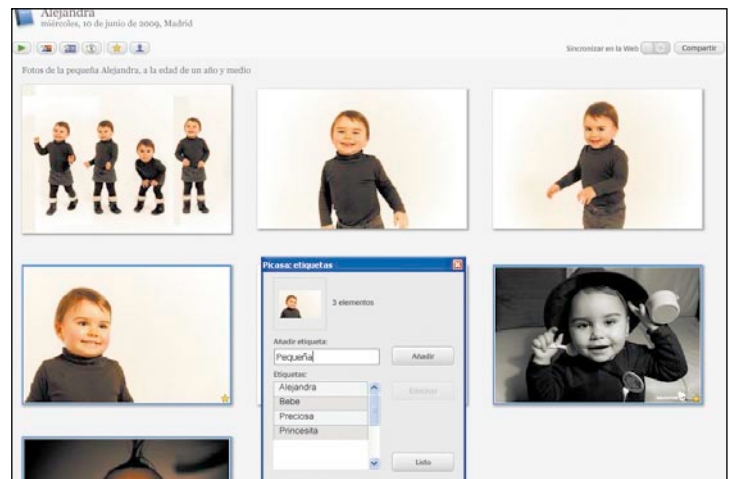 Alejandra
miércoles, 10 de junio de 2009, Madrid
Sincronizar en la Web
Compartir
Fotos de la pequeña Alejandra, a la edad de un año y medio
Picasa: etiquetas
3 elementos
Añadir etiqueta:
Pequeña
Añadir
Etiquetas:
Alejandra
Bebe
Preciosa
Princesita
Eliminar
Listo